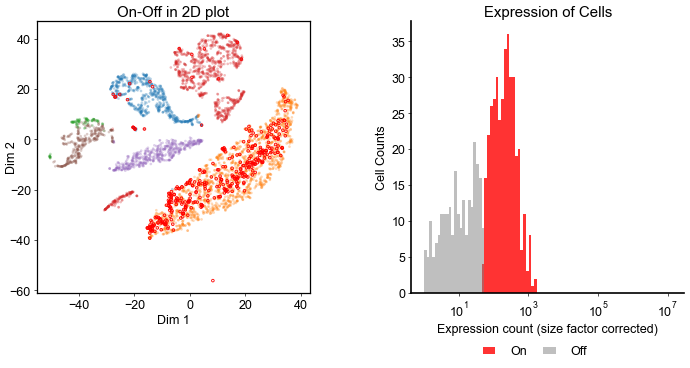 On-Off in 2D plot
40
20
0
−20
−40
−60
Dim 2
−40
−20
0
20
40
Dim 1
Expression of Cells
35
30
25
20
15
10
5
0
Cell Counts
10^1
10^3
10^5
10^7
Expression count (size factor corrected)
On
Off